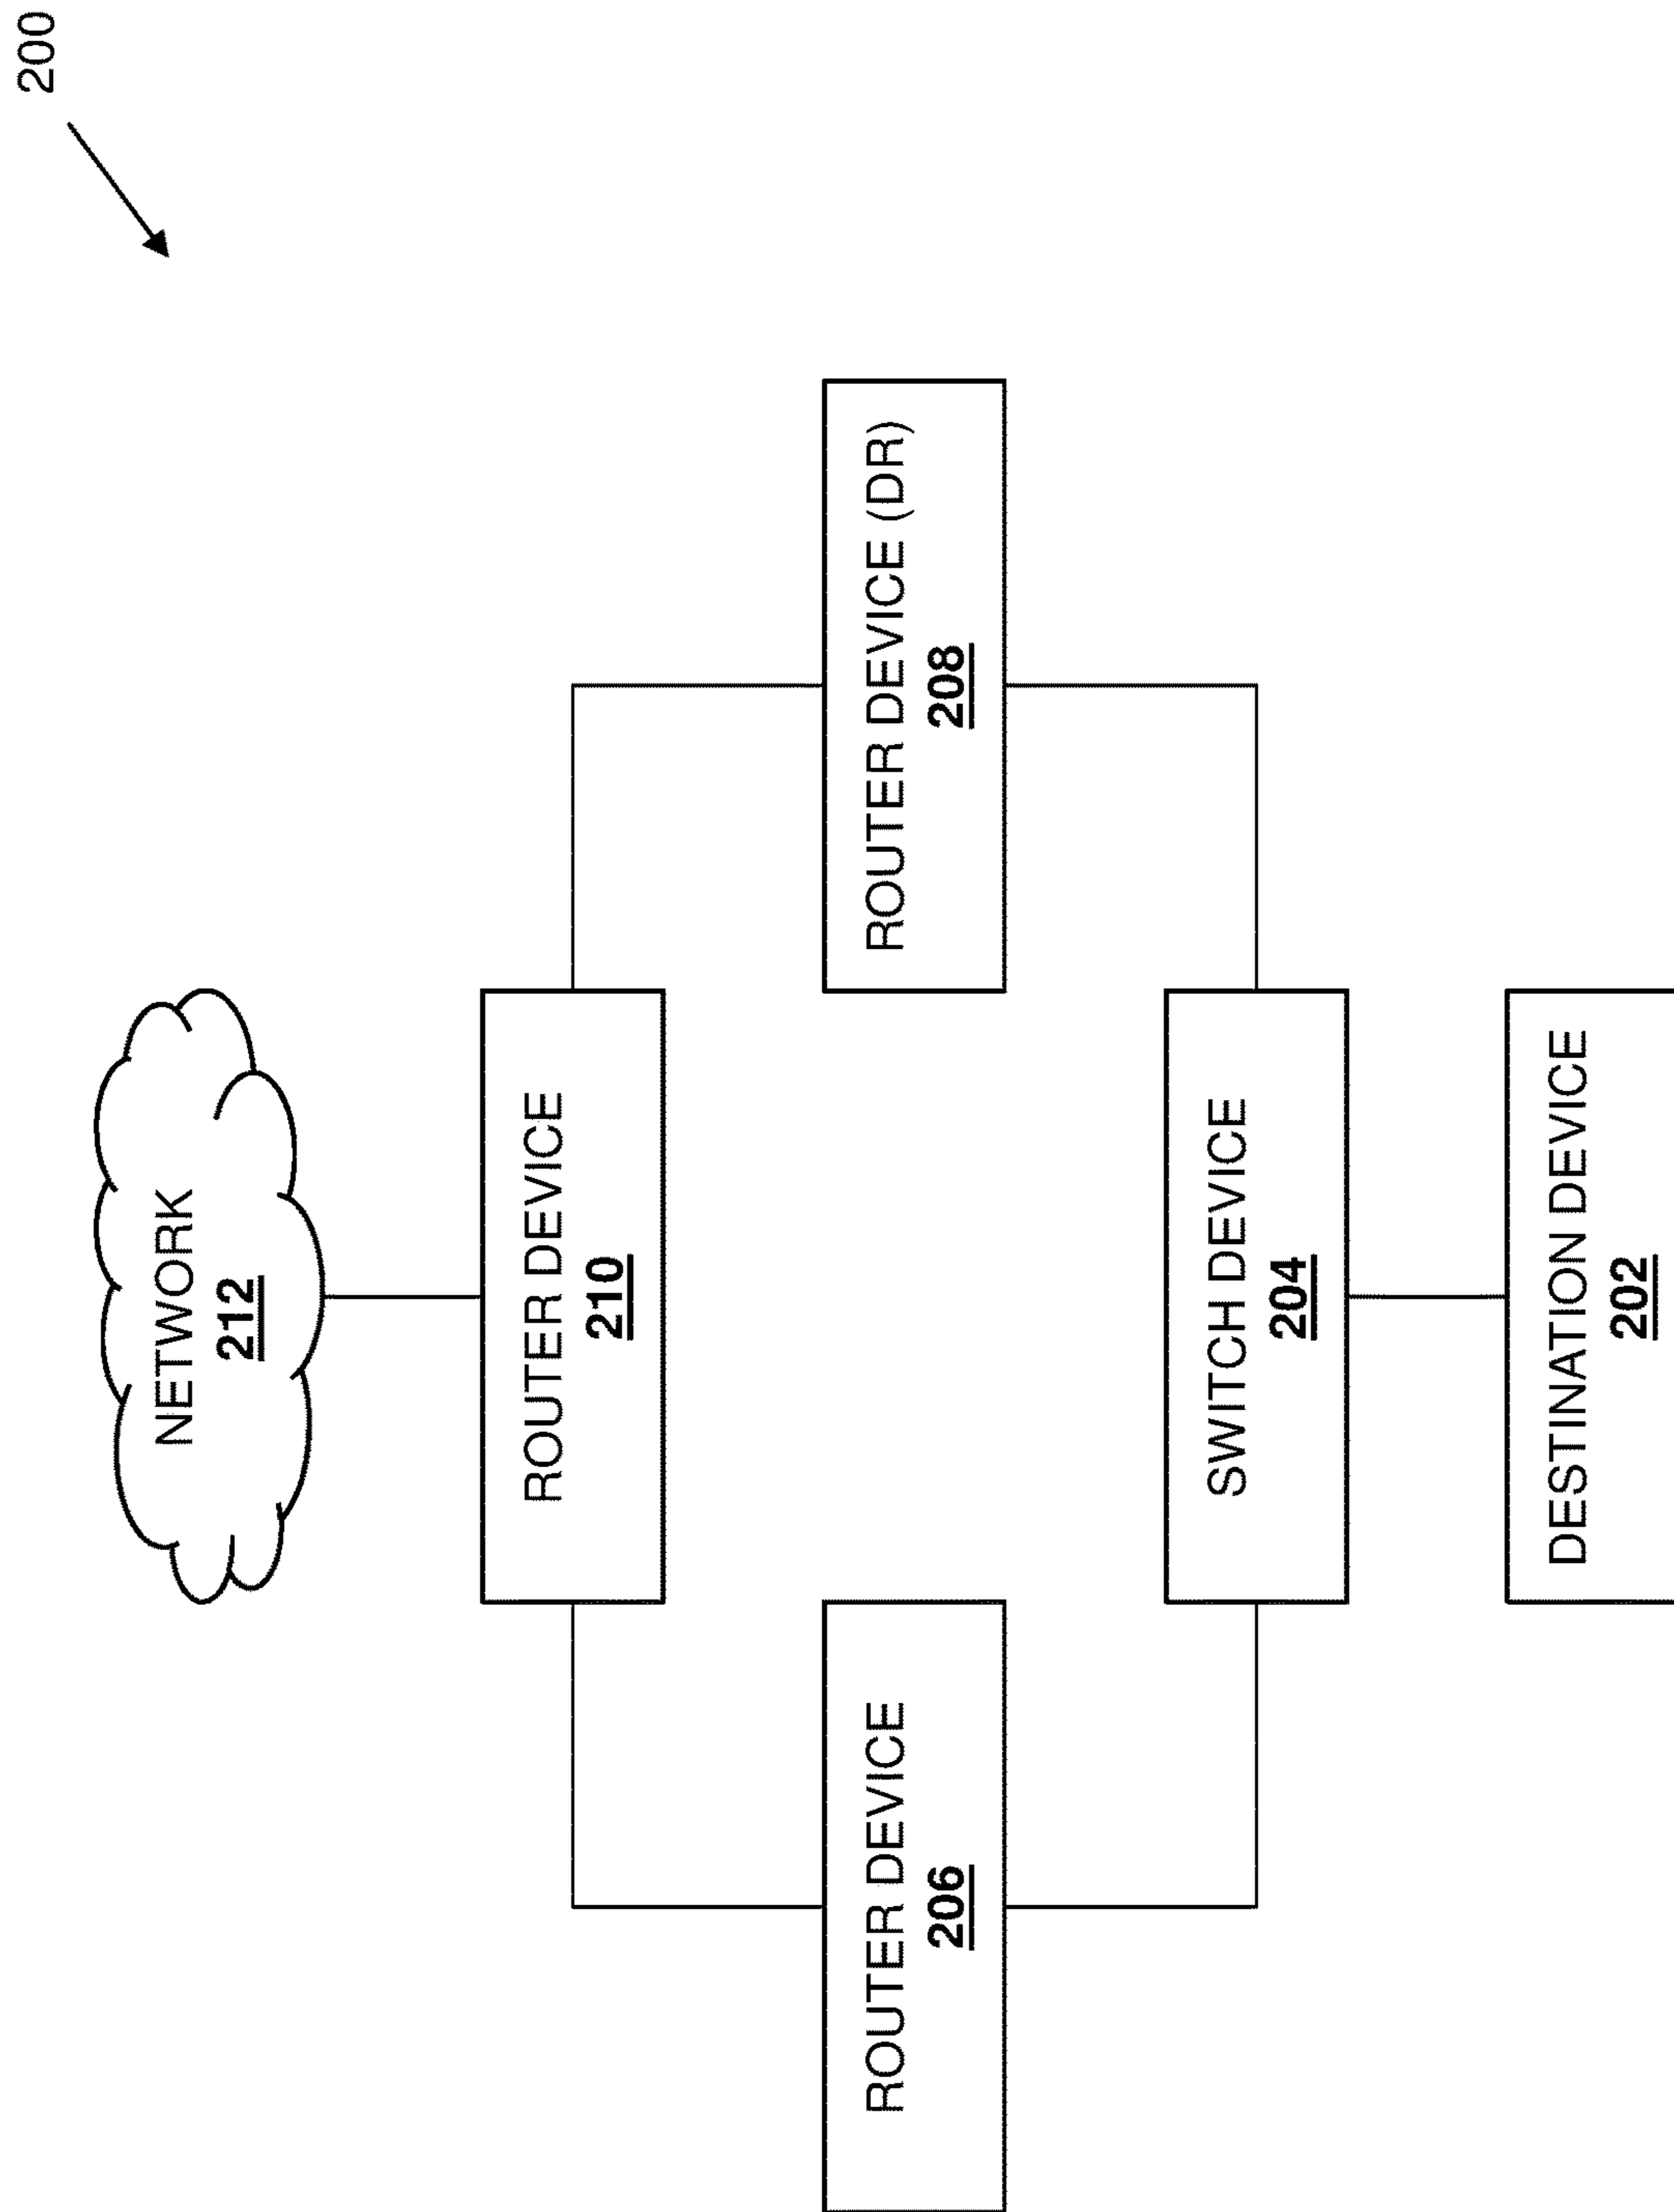 200
NETWORK
212
ROUTER DEVICE
210
ROUTER DEVICE
206
ROUTER DEVICE (DR)
208
SWITCH DEVICE
204
DESTINATION DEVICE
202